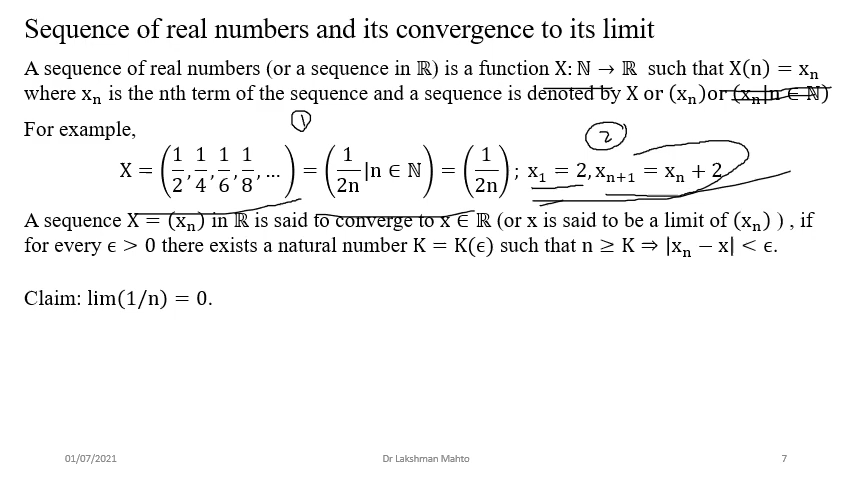 Sequence of real numbers and its convergence to its limit
A sequence of real numbers (or a sequence in ℝ) is a function X: ℕ → ℝ such that X(n) = xₙ
where xₙ is the nth term of the sequence and a sequence is denoted by X or (xₙ)or (xₙ|n ∈ ℕ)
For example,
① ②
X = (1/2, 1/4, 1/6, 1/8, ...) = (1/2n |n ∈ ℕ) = (1/2n); x₁ = 2, xₙ₊₁ = xₙ + 2
A sequence X = (xₙ) in ℝ is said to converge to x ∈ ℝ (or x is said to be a limit of (xₙ) ) , if
for every ϵ > 0 there exists a natural number K = K(ϵ) such that n ≥ K ⇒ |xₙ − x| < ϵ.
Claim: lim(1/n) = 0.
01/07/2021 Dr Lakshman Mahto 7